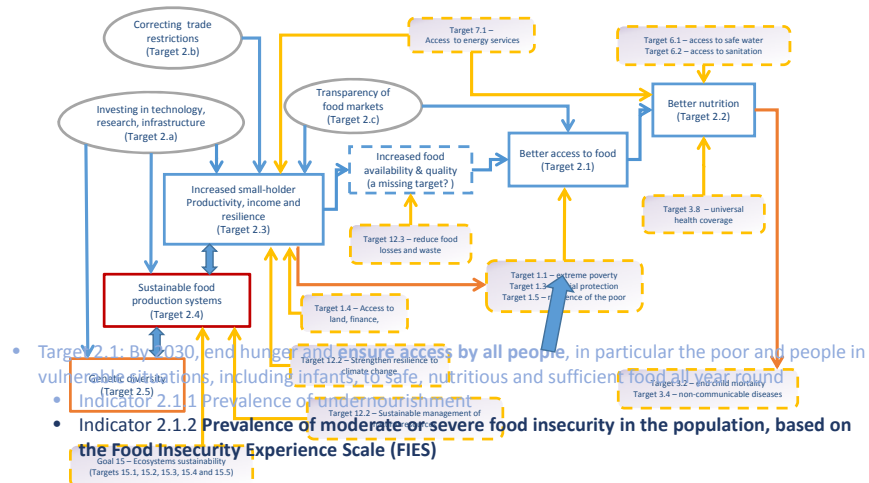 Correcting trade
restrictions
(Target 2.b)
Target 7.1 –
Access to energy services
Target 6.1 – access to safe water
Target 6.2 – access to sanitation
Investing in technology,
research, infrastructure
(Target 2.a)
Transparency of
food markets
(Target 2.c)
Better nutrition
(Target 2.2)
Increased food
availability & quality
(a missing target? )
Better access to food
(Target 2.1)
Increased small-holder
Productivity, income and
resilience
(Target 2.3)
Target 3.8 – universal
health coverage
Target 12.3 – reduce food
losses and waste
Sustainable food
production systems
(Target 2.4)
Target 1.1 – extreme poverty
Target 1.3 – protection
Target 1.5 – of the poor
Target 1.4 – Access to
land, finance,
• Target 2.1: By 2030, end hunger and ensure access by all people, in particular the poor and people in
vulnerable situations, including infants, to safe, nutritious and sufficient food all year round
Target 12.2 – Strengthen resilience to
climate change
Genetic diversity
(Target 2.5)
Target 3.2 – end child mortality
Target 3.4 – non-communicable diseases
• Indicator 2.1.1 Prevalence of undernourishment
Target 12.2 – Sustainable management of
• Indicator 2.1.2 Prevalence of moderate or severe food insecurity in the population, based on
the Food Insecurity Experience Scale (FIES)
Goal 15 – Ecosystems sustainability
(Targets 15.1, 15.2, 15.3, 15.4 and 15.5)